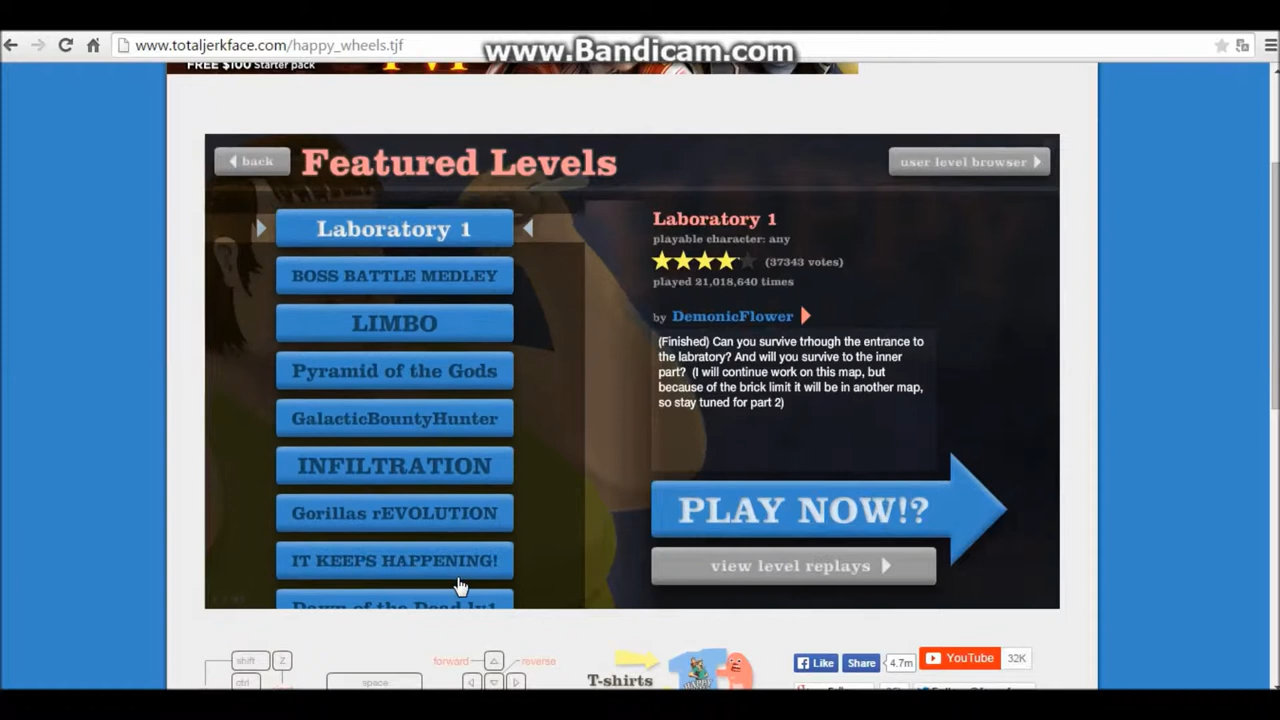 www.totaljerkface.com/happy_wheels.tjf
www.Bandicam.com
FREE $100 Starter pack
back
Featured Levels
user level browser
Laboratory 1
BOSS BATTLE MEDLEY
LIMBO
Pyramid of the Gods
GalacticBountyHunter
INFILTRATION
Gorillas rEVOLUTION
IT KEEPS HAPPENING!
Dawn of the Dead lv1
Laboratory 1
playable character: any
(37343 votes)
played 21,018,640 times
by DemonicFlower
(Finished) Can you survive trhough the entrance to
the labratory? And will you survive to the inner
part? (I will continue work on this map, but
because of the brick limit it will be in another map,
so stay tuned for part 2)
PLAY NOW!?
view level replays
shift Z
ctrl
space
forward
reverse
T-shirts
Like Share 4.7m
YouTube 32K